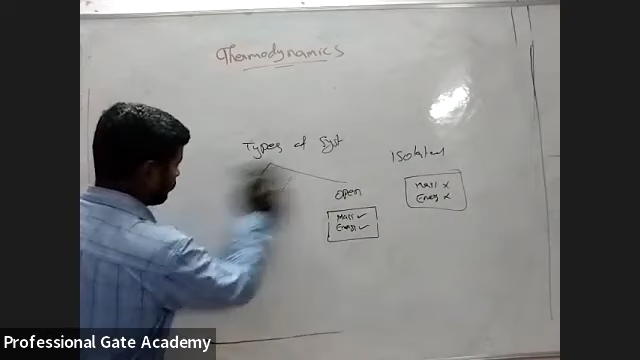 Thermodynamics
Types of Syst
Isolated
Mass x
Energy x
open
Mass ✓
Energy ✓
Professional Gate Academy